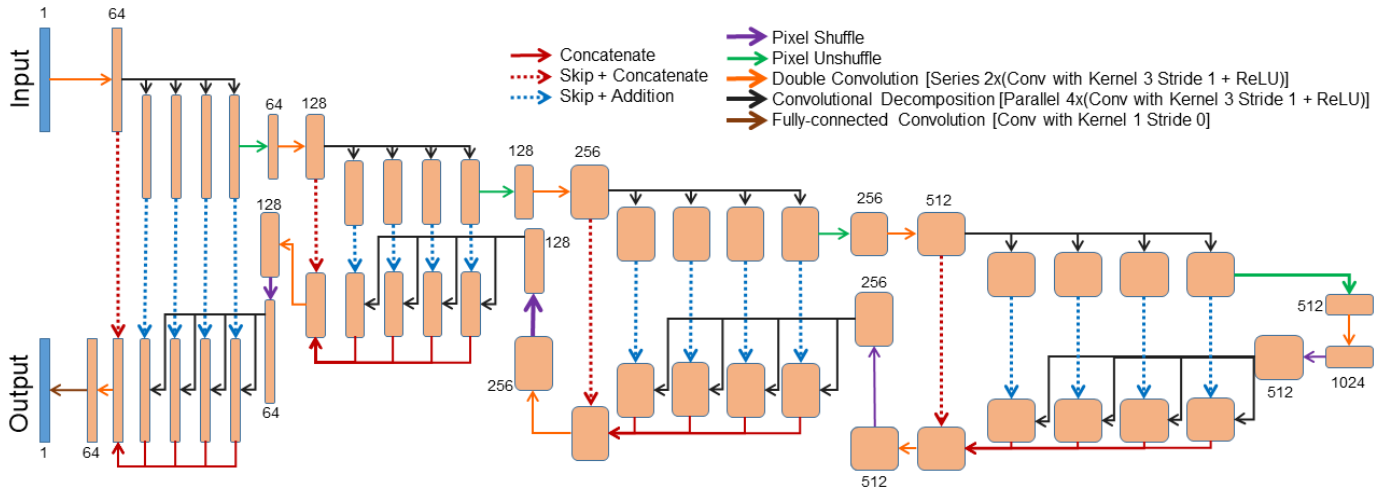 1
64
Input
Concatenate
Skip + Concatenate
Skip + Addition
Pixel Shuffle
Pixel Unshuffle
Double Convolution [Series 2x(Conv with Kernel 3 Stride 1 + ReLU)]
Convolutional Decomposition [Parallel 4x(Conv with Kernel 3 Stride 1 + ReLU)]
Fully-connected Convolution [Conv with Kernel 1 Stride 0]
64
128
128
256
256
512
128
128
256
512
256
512
1024
Output
1
64
64
512